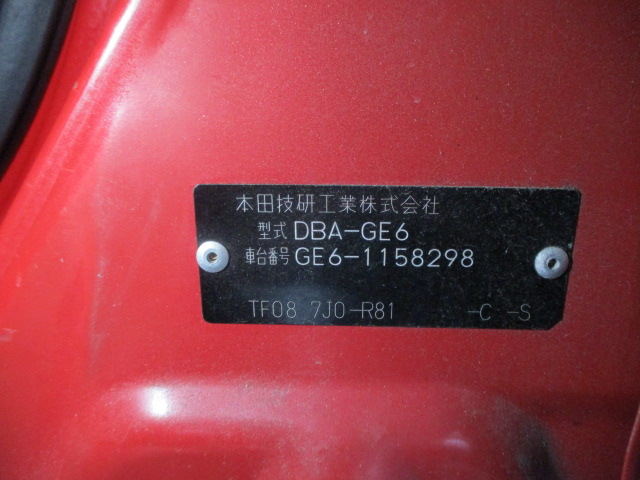 本田技研工業株式会社
型式 DBA-GE6
車台番号 GE6-1158298
TF08 7J0-R81 -C -S